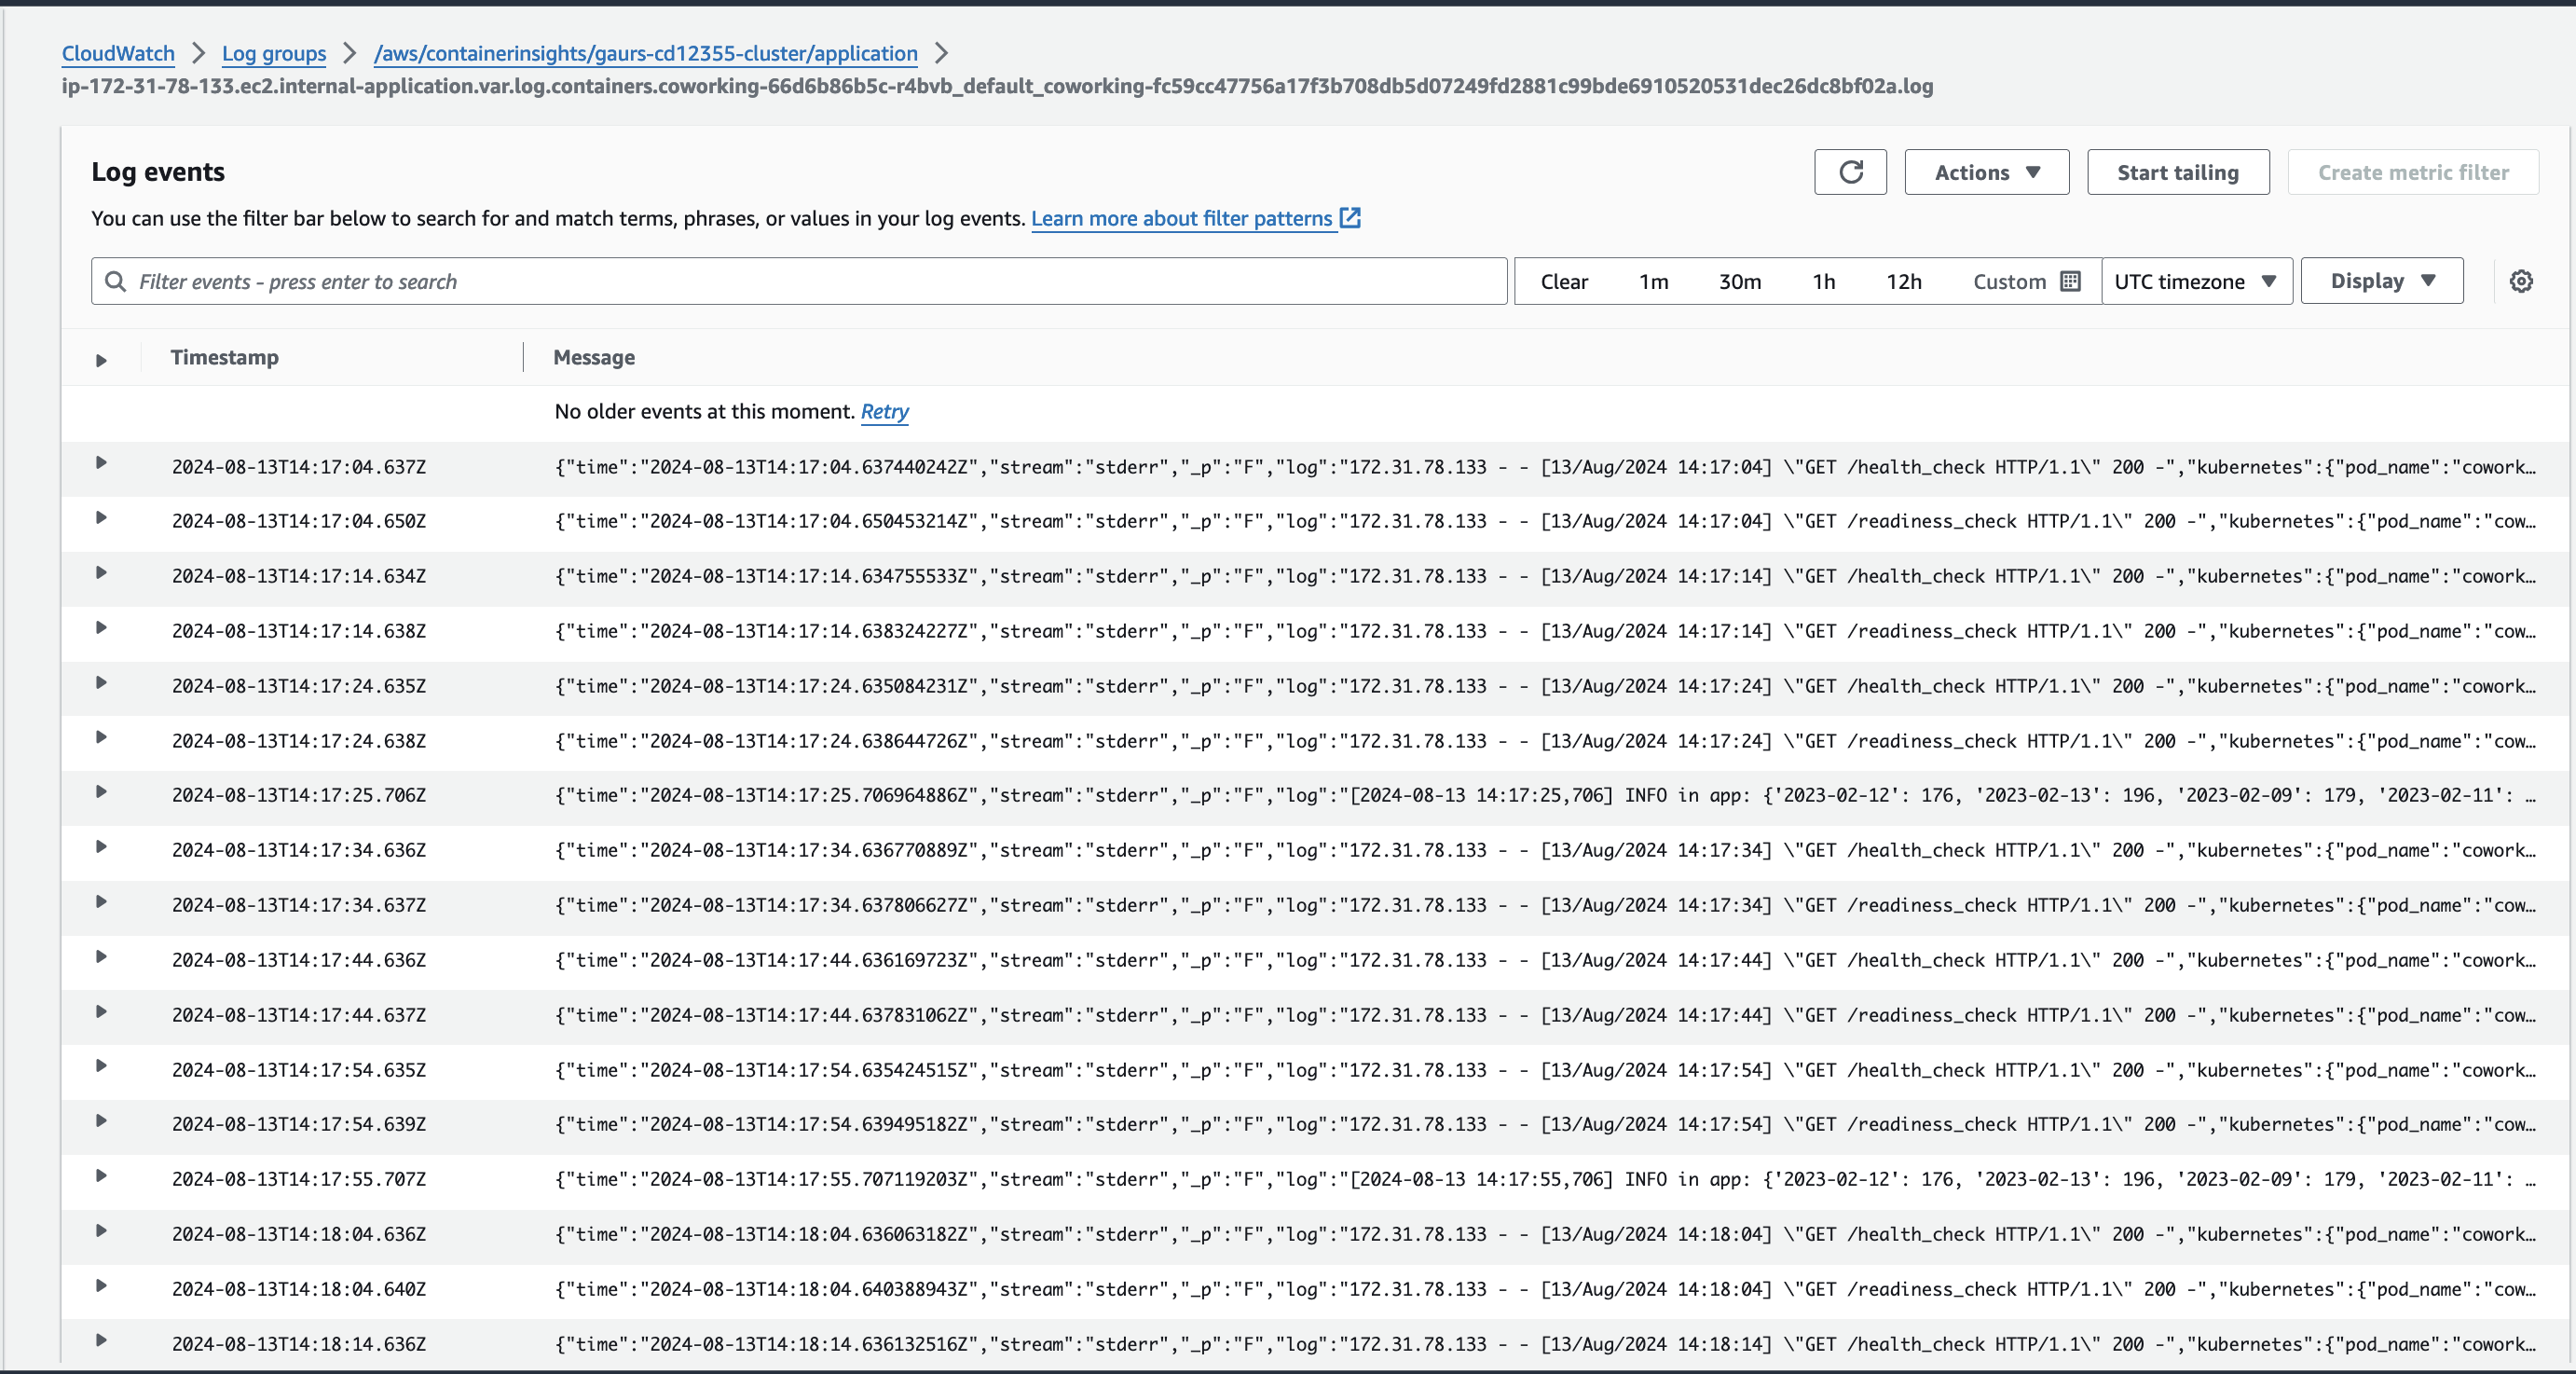 CloudWatch > Log groups > /aws/containerinsights/gaurs-cd12355-cluster/application >
ip-172-31-78-133.ec2.internal-application.var.log.containers.coworking-66d6b86b5c-r4bvb_default_coworking-fc59cc47756a17f3b708db5d07249fd2881c99bde6910520531dec26dc8bf02a.log
Log events
Actions
Start tailing
Create metric filter
You can use the filter bar below to search for and match terms, phrases, or values in your log events. Learn more about filter patterns
Filter events - press enter to search
Clear 1m 30m 1h 12h Custom UTC timezone Display
Timestamp Message
No older events at this moment. Retry
2024-08-13T14:17:04.637Z {"time":"2024-08-13T14:17:04.637440242Z","stream":"stderr","_p":"F","log":"172.31.78.133 - - [13/Aug/2024 14:17:04] \"GET /health_check HTTP/1.1\" 200 -","kubernetes":{"pod_name":"cowork…
2024-08-13T14:17:04.650Z {"time":"2024-08-13T14:17:04.650453214Z","stream":"stderr","_p":"F","log":"172.31.78.133 - - [13/Aug/2024 14:17:04] \"GET /readiness_check HTTP/1.1\" 200 -","kubernetes":{"pod_name":"cow…
2024-08-13T14:17:14.634Z {"time":"2024-08-13T14:17:14.634755533Z","stream":"stderr","_p":"F","log":"172.31.78.133 - - [13/Aug/2024 14:17:14] \"GET /health_check HTTP/1.1\" 200 -","kubernetes":{"pod_name":"cowork…
2024-08-13T14:17:14.638Z {"time":"2024-08-13T14:17:14.638324227Z","stream":"stderr","_p":"F","log":"172.31.78.133 - - [13/Aug/2024 14:17:14] \"GET /readiness_check HTTP/1.1\" 200 -","kubernetes":{"pod_name":"cow…
2024-08-13T14:17:24.635Z {"time":"2024-08-13T14:17:24.635084231Z","stream":"stderr","_p":"F","log":"172.31.78.133 - - [13/Aug/2024 14:17:24] \"GET /health_check HTTP/1.1\" 200 -","kubernetes":{"pod_name":"cowork…
2024-08-13T14:17:24.638Z {"time":"2024-08-13T14:17:24.638644726Z","stream":"stderr","_p":"F","log":"172.31.78.133 - - [13/Aug/2024 14:17:24] \"GET /readiness_check HTTP/1.1\" 200 -","kubernetes":{"pod_name":"cow…
2024-08-13T14:17:25.706Z {"time":"2024-08-13T14:17:25.706964886Z","stream":"stderr","_p":"F","log":"[2024-08-13 14:17:25,706] INFO in app: {'2023-02-12': 176, '2023-02-13': 196, '2023-02-09': 179, '2023-02-11': …
2024-08-13T14:17:34.636Z {"time":"2024-08-13T14:17:34.636770889Z","stream":"stderr","_p":"F","log":"172.31.78.133 - - [13/Aug/2024 14:17:34] \"GET /health_check HTTP/1.1\" 200 -","kubernetes":{"pod_name":"cowork…
2024-08-13T14:17:34.637Z {"time":"2024-08-13T14:17:34.637806627Z","stream":"stderr","_p":"F","log":"172.31.78.133 - - [13/Aug/2024 14:17:34] \"GET /readiness_check HTTP/1.1\" 200 -","kubernetes":{"pod_name":"cow…
2024-08-13T14:17:44.636Z {"time":"2024-08-13T14:17:44.636169723Z","stream":"stderr","_p":"F","log":"172.31.78.133 - - [13/Aug/2024 14:17:44] \"GET /health_check HTTP/1.1\" 200 -","kubernetes":{"pod_name":"cowork…
2024-08-13T14:17:44.637Z {"time":"2024-08-13T14:17:44.637831062Z","stream":"stderr","_p":"F","log":"172.31.78.133 - - [13/Aug/2024 14:17:44] \"GET /readiness_check HTTP/1.1\" 200 -","kubernetes":{"pod_name":"cow…
2024-08-13T14:17:54.635Z {"time":"2024-08-13T14:17:54.635424515Z","stream":"stderr","_p":"F","log":"172.31.78.133 - - [13/Aug/2024 14:17:54] \"GET /health_check HTTP/1.1\" 200 -","kubernetes":{"pod_name":"cowork…
2024-08-13T14:17:54.639Z {"time":"2024-08-13T14:17:54.639495182Z","stream":"stderr","_p":"F","log":"172.31.78.133 - - [13/Aug/2024 14:17:54] \"GET /readiness_check HTTP/1.1\" 200 -","kubernetes":{"pod_name":"cow…
2024-08-13T14:17:55.707Z {"time":"2024-08-13T14:17:55.707119203Z","stream":"stderr","_p":"F","log":"[2024-08-13 14:17:55,706] INFO in app: {'2023-02-12': 176, '2023-02-13': 196, '2023-02-09': 179, '2023-02-11': …
2024-08-13T14:18:04.636Z {"time":"2024-08-13T14:18:04.636063182Z","stream":"stderr","_p":"F","log":"172.31.78.133 - - [13/Aug/2024 14:18:04] \"GET /health_check HTTP/1.1\" 200 -","kubernetes":{"pod_name":"cowork…
2024-08-13T14:18:04.640Z {"time":"2024-08-13T14:18:04.640388943Z","stream":"stderr","_p":"F","log":"172.31.78.133 - - [13/Aug/2024 14:18:04] \"GET /readiness_check HTTP/1.1\" 200 -","kubernetes":{"pod_name":"cow…
2024-08-13T14:18:14.636Z {"time":"2024-08-13T14:18:14.636132516Z","stream":"stderr","_p":"F","log":"172.31.78.133 - - [13/Aug/2024 14:18:14] \"GET /health_check HTTP/1.1\" 200 -","kubernetes":{"pod_name":"cowork…